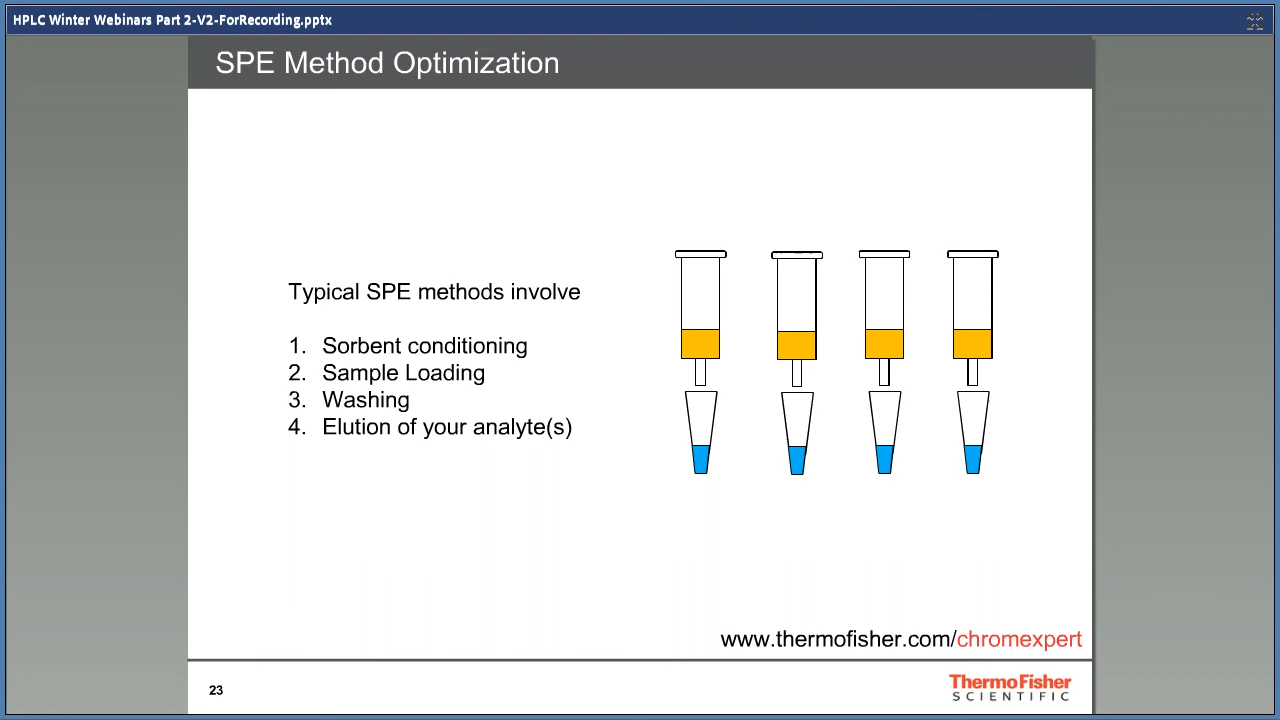 HPLC Winter Webinars Part 2-V2-ForRecording.pptx
SPE Method Optimization
Typical SPE methods involve
1. Sorbent conditioning
2. Sample Loading
3. Washing
4. Elution of your analyte(s)
www.thermofisher.com/chromexpert
23
ThermoFisher
SCIENTIFIC